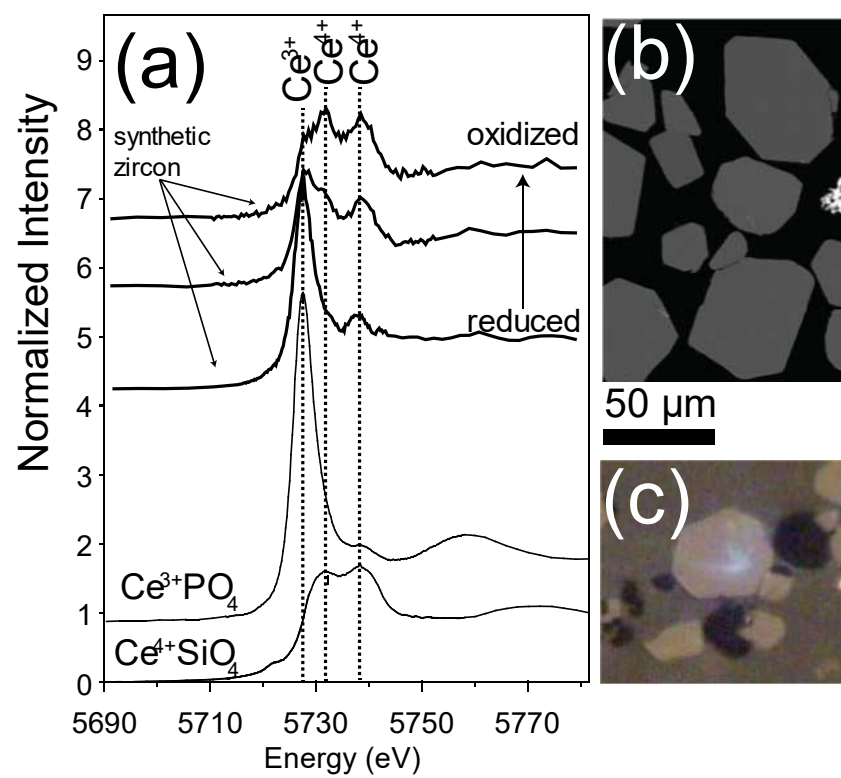 (a)
Ce3+
Ce4+
Ce4+
9
8
7
6
5
4
3
2
1
0
Normalized Intensity
synthetic
zircon
oxidized
reduced
Ce3+PO4
Ce4+SiO4
5690 5710 5730 5750 5770
Energy (eV)
(b)
50 µm
(c)